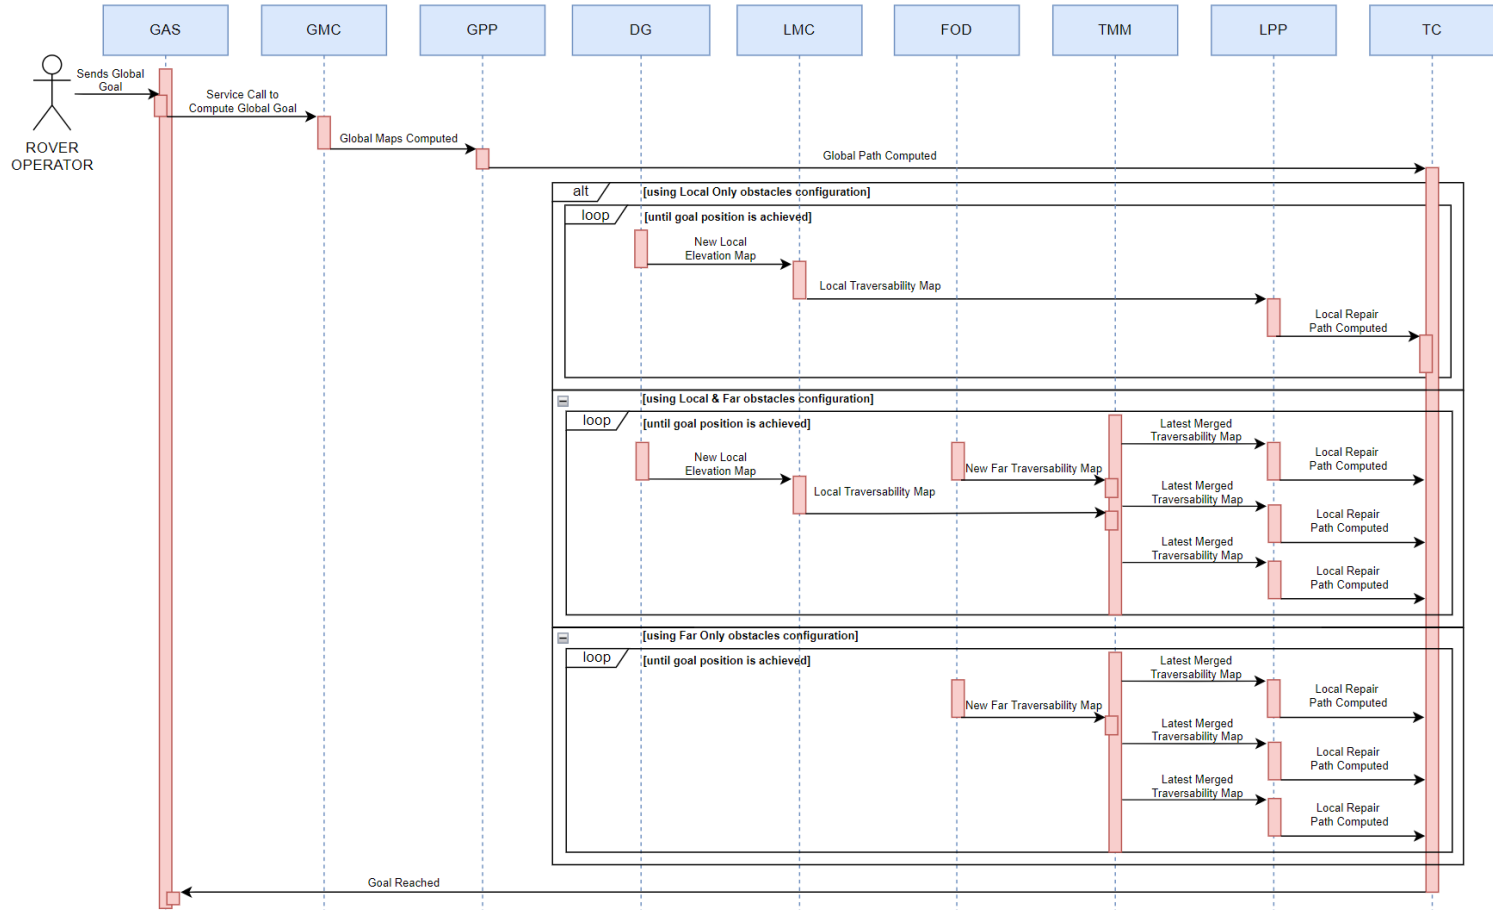 GAS
GMC
GPP
DG
LMC
FOD
TMM
LPP
TC
Sends Global
Goal
ROVER
OPERATOR
Service Call to
Compute Global Goal
Global Maps Computed
Global Path Computed
alt
[using Local Only obstacles configuration]
loop
[until goal position is achieved]
New Local
Elevation Map
Local Traversability Map
Local Repair
Path Computed
[using Local & Far obstacles configuration]
loop
[until goal position is achieved]
Latest Merged
Traversability Map
Local Repair
Path Computed
New Local
Elevation Map
New Far Traversability Map
Local Traversability Map
Latest Merged
Traversability Map
Local Repair
Path Computed
Latest Merged
Traversability Map
Local Repair
Path Computed
[using Far Only obstacles configuration]
loop
[until goal position is achieved]
Latest Merged
Traversability Map
Local Repair
Path Computed
New Far Traversability Map
Latest Merged
Traversability Map
Local Repair
Path Computed
Latest Merged
Traversability Map
Local Repair
Path Computed
Goal Reached